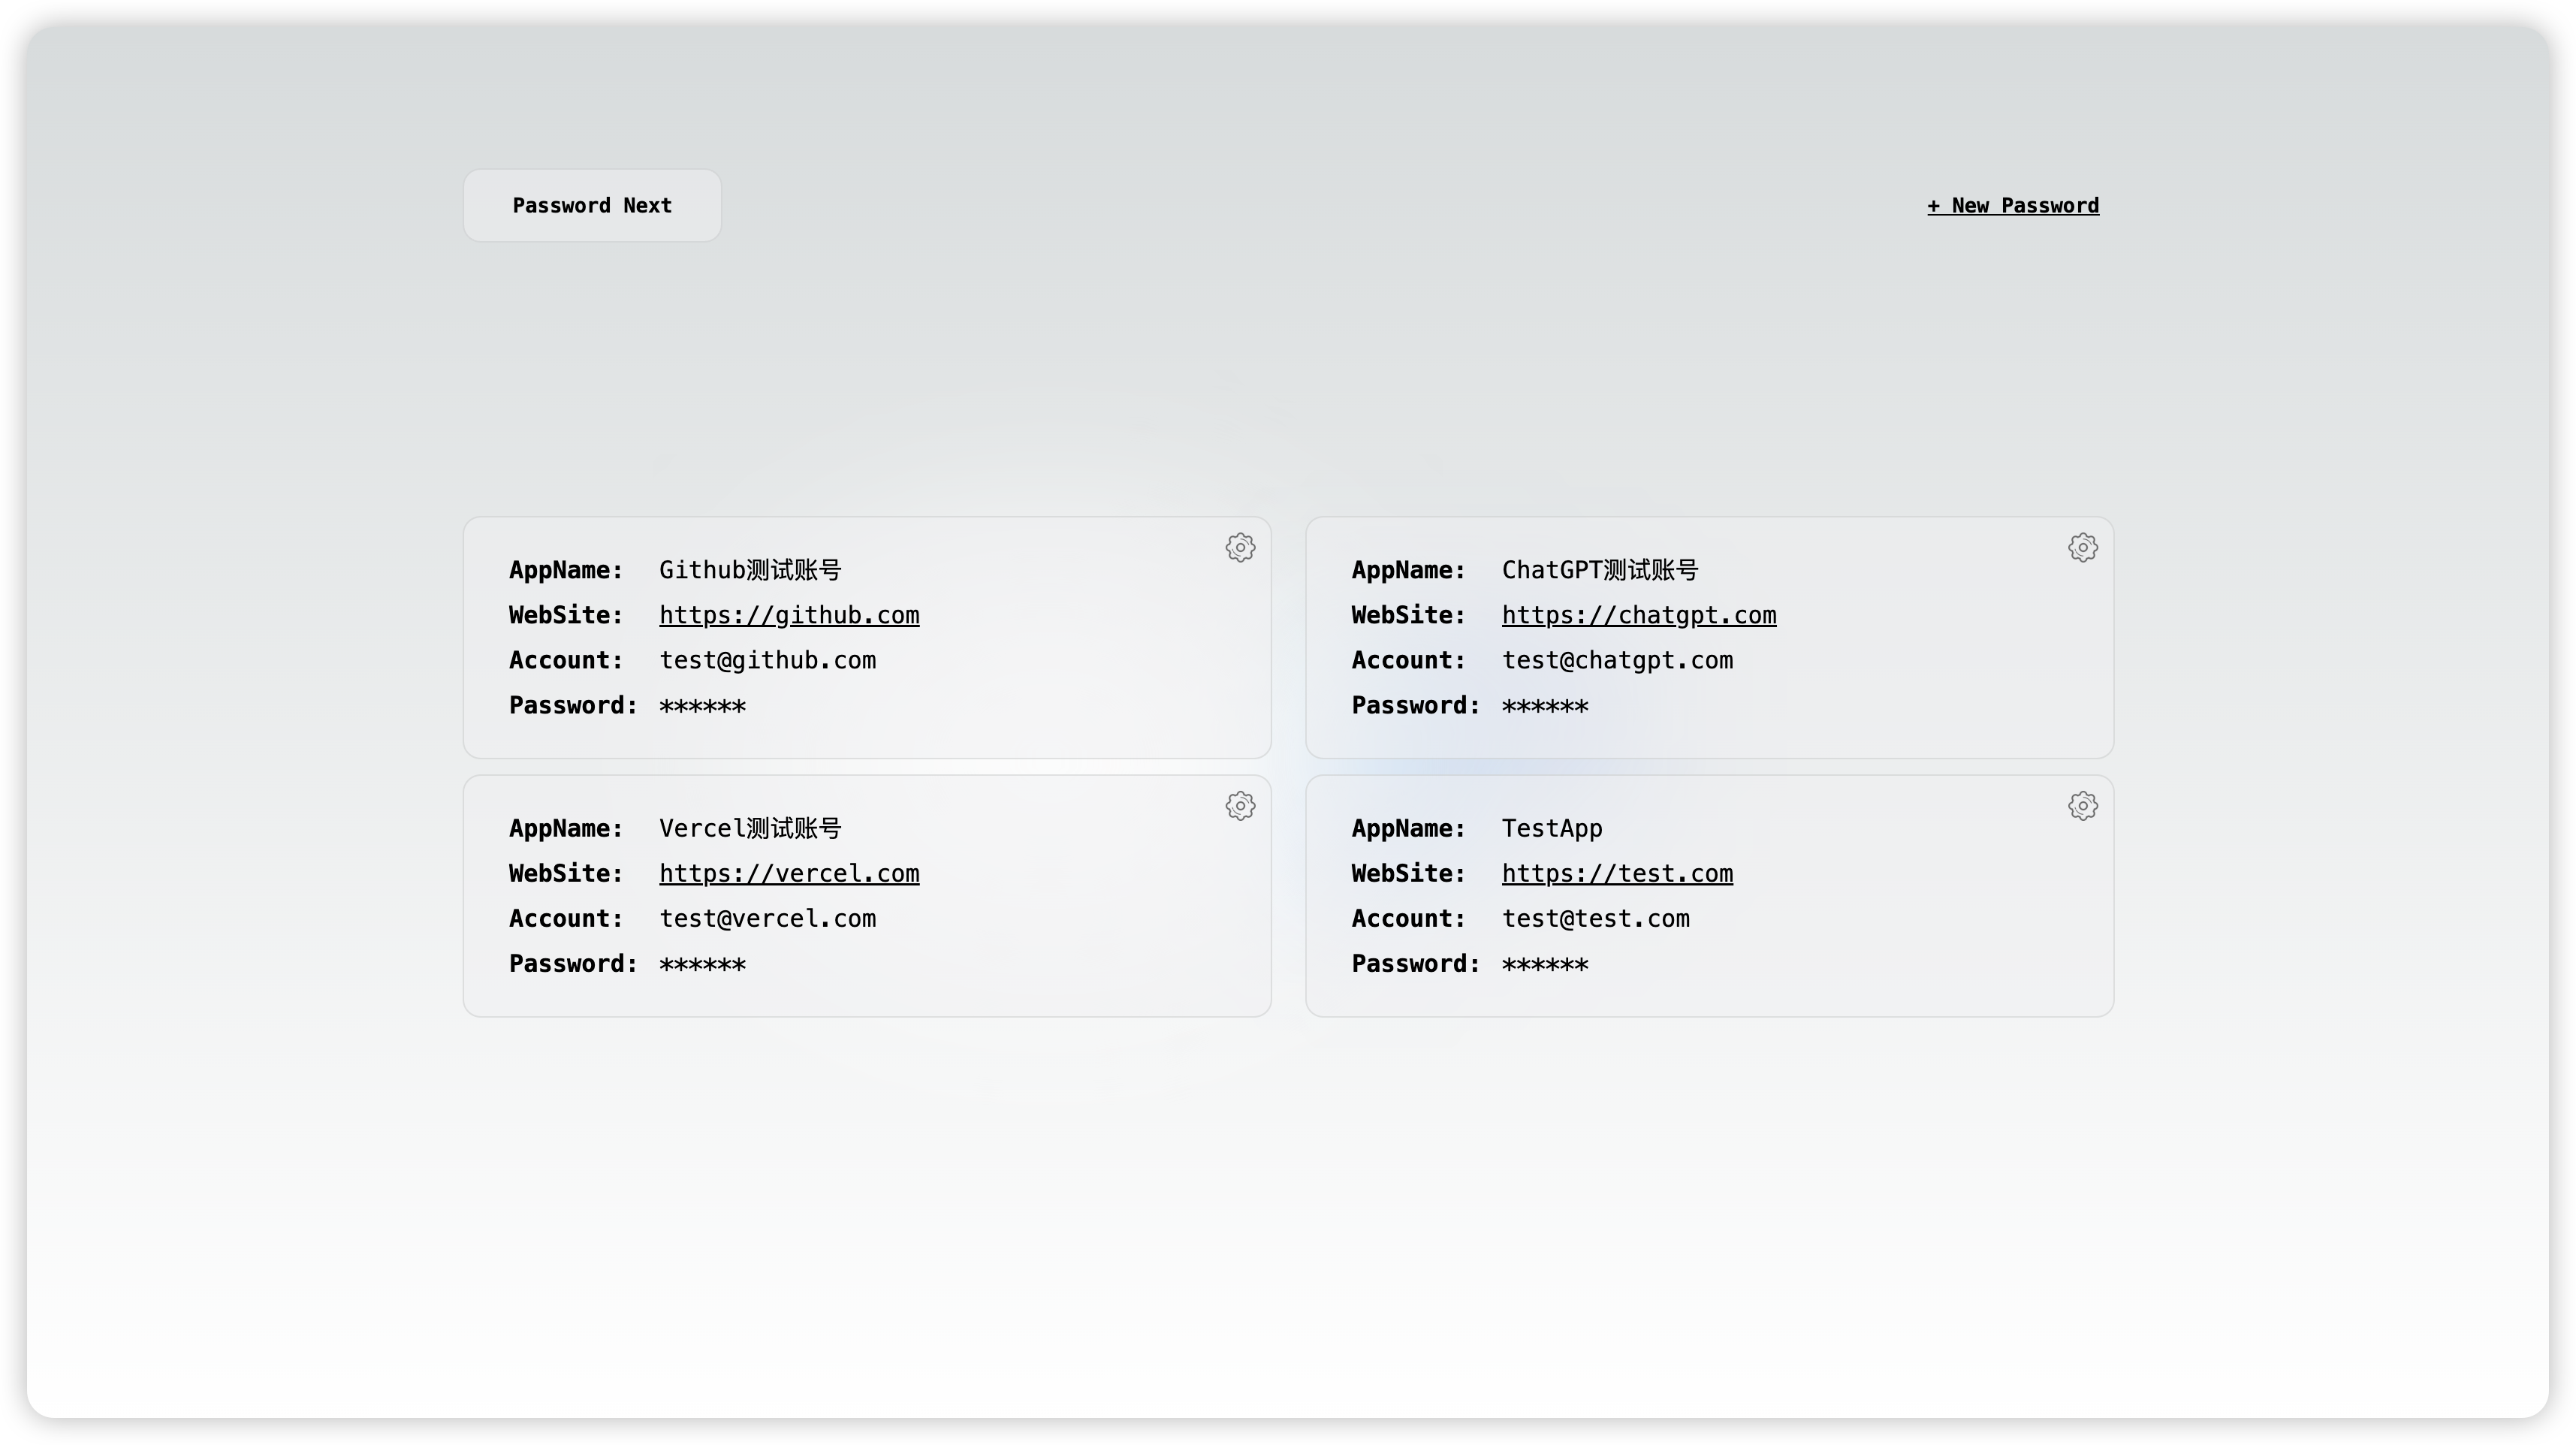 Password Next
+ New Password
AppName: Github测试账号
WebSite: https://github.com
Account: test@github.com
Password: ******
AppName: ChatGPT测试账号
WebSite: https://chatgpt.com
Account: test@chatgpt.com
Password: ******
AppName: Vercel测试账号
WebSite: https://vercel.com
Account: test@vercel.com
Password: ******
AppName: TestApp
WebSite: https://test.com
Account: test@test.com
Password: ******